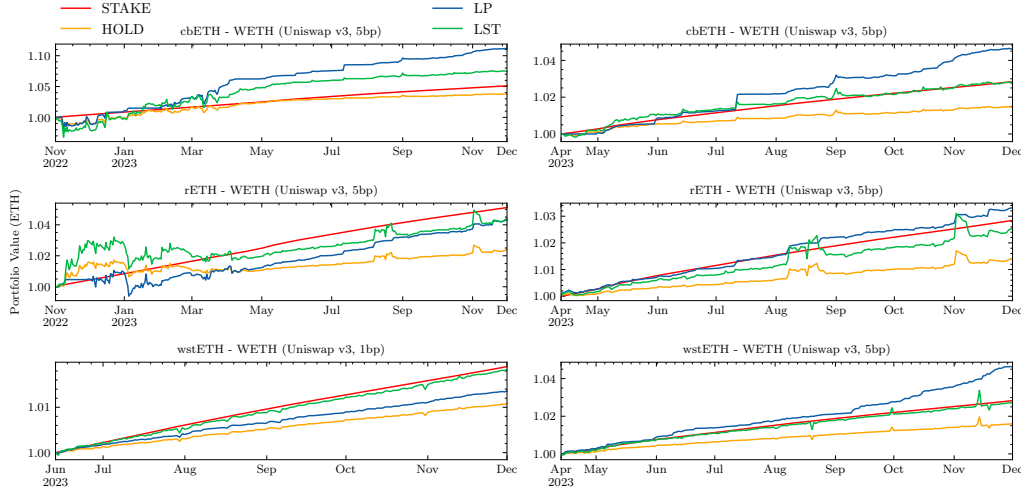 STAKE
HOLD
LP
LST
cbETH - WETH (Uniswap v3, 5bp)
1.10
1.05
1.00
Nov 2022
Jan 2023
Mar
May
Jul
Sep
Nov
Dec
cbETH - WETH (Uniswap v3, 5bp)
1.04
1.02
1.00
Apr 2023
May
Jun
Jul
Aug
Sep
Oct
Nov
Dec
Portfolio Value (ETH)
rETH - WETH (Uniswap v3, 5bp)
1.04
1.02
1.00
Nov 2022
Jan 2023
Mar
May
Jul
Sep
Nov
Dec
rETH - WETH (Uniswap v3, 5bp)
1.03
1.02
1.01
1.00
Apr 2023
May
Jun
Jul
Aug
Sep
Oct
Nov
Dec
wstETH - WETH (Uniswap v3, 1bp)
1.01
1.00
Jun 2023
Jul
Aug
Sep
Oct
Nov
Dec
wstETH - WETH (Uniswap v3, 5bp)
1.04
1.02
1.00
Apr 2023
May
Jun
Jul
Aug
Sep
Oct
Nov
Dec